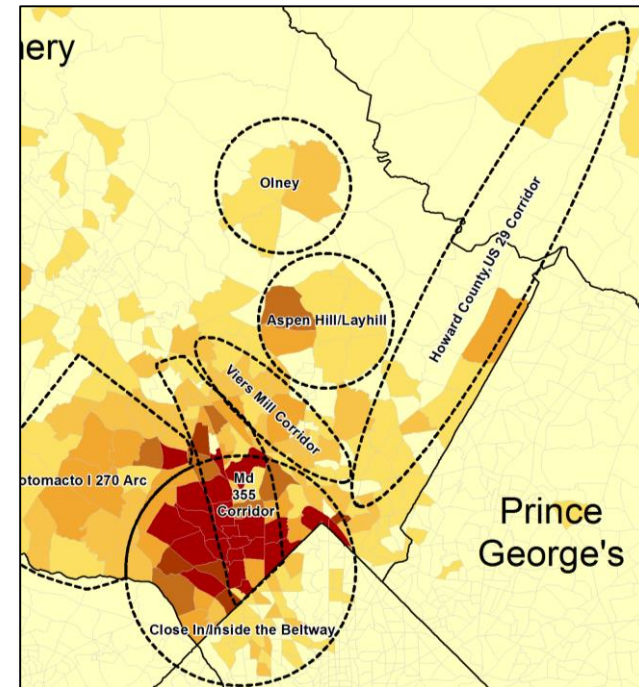 nery
Olney
Howard County,US 29 Corridor
Aspen Hill/Layhill
Viers Mill Corridor
otomacto I 270 Arc
Md
355
Corridor
Prince
George's
Close In/Inside the Beltway